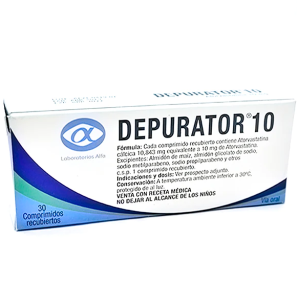 DEPURATOR® 10
Laboratorios Alfa
Fórmula: Cada comprimido recubierto contiene Atorvastatina
cálcica 10,843 mg equivalente a 10 mg de Atorvastatina.
Excipientes: Almidón de maíz, almidón glicolato de sodio,
sodio metilparabeno, sodio propilparabeno y otros
c.s.p. 1 comprimido recubierto.
Indicaciones y dosis: Ver prospecto adjunto.
Conservación: A temperatura ambiente inferior a 30°C,
protegido de al luz.
VENTA CON RECETA MÉDICA
NO DEJAR AL ALCANCE DE LOS NIÑOS
30
Comprimidos
recubiertos
Vía oral